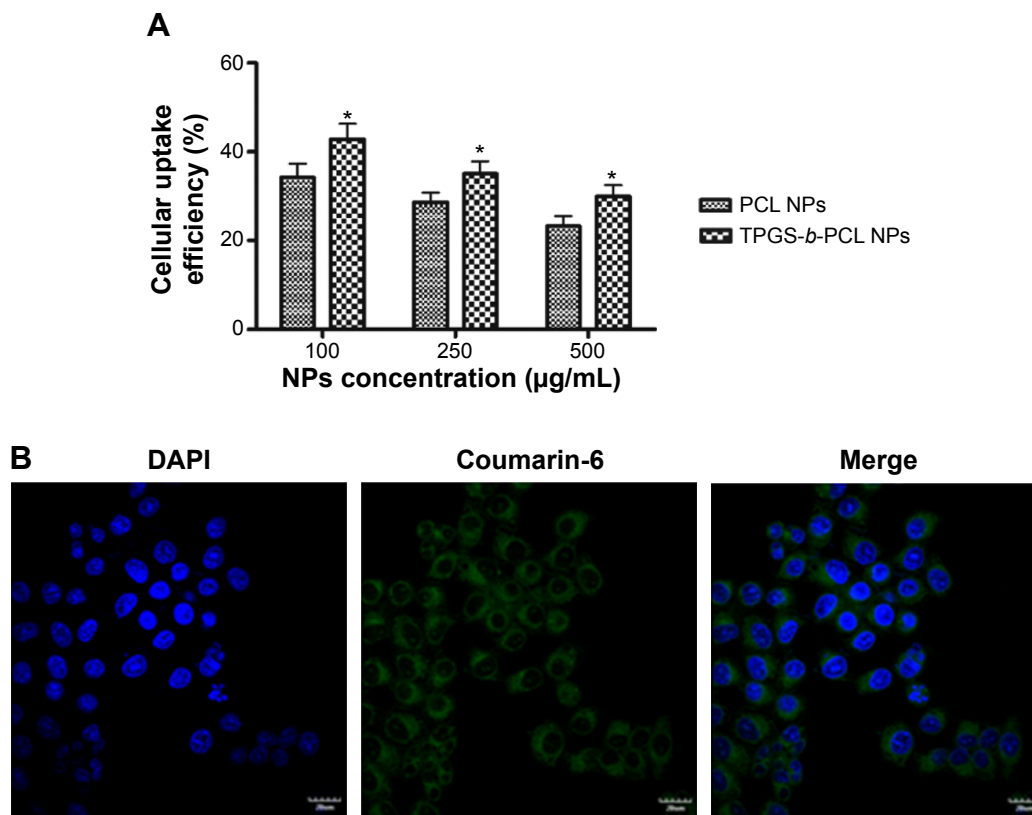 A
Cellular uptake
efficiency (%)
60
40
20
0
* * *
100 250 500
NPs concentration (µg/mL)
PCL NPs
TPGS-b-PCL NPs
B DAPI Coumarin-6 Merge